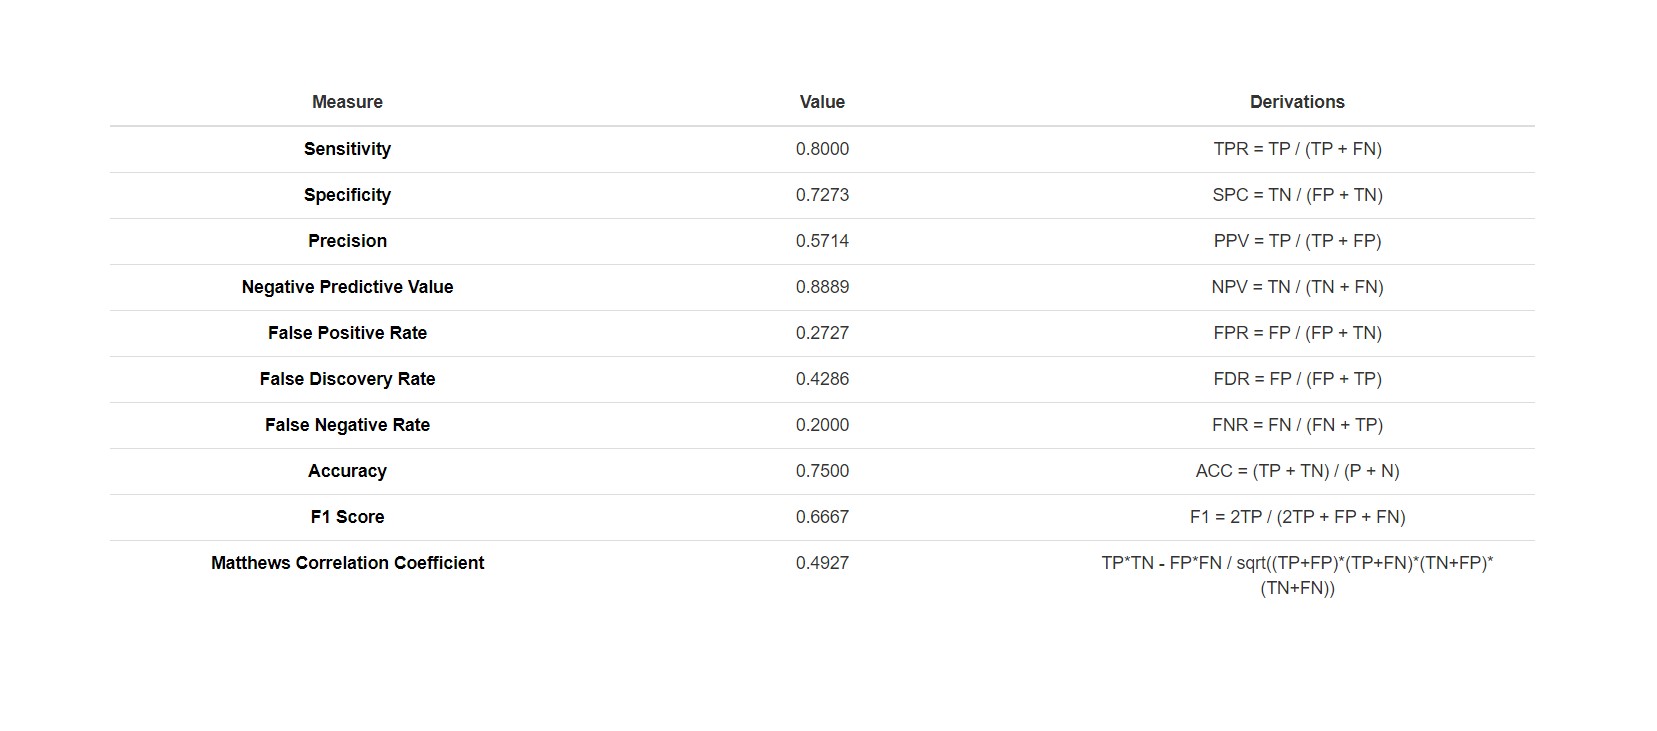 Measure Value Derivations
Sensitivity 0.8000 TPR = TP / (TP + FN)
Specificity 0.7273 SPC = TN / (FP + TN)
Precision 0.5714 PPV = TP / (TP + FP)
Negative Predictive Value 0.8889 NPV = TN / (TN + FN)
False Positive Rate 0.2727 FPR = FP / (FP + TN)
False Discovery Rate 0.4286 FDR = FP / (FP + TP)
False Negative Rate 0.2000 FNR = FN / (FN + TP)
Accuracy 0.7500 ACC = (TP + TN) / (P + N)
F1 Score 0.6667 F1 = 2TP / (2TP + FP + FN)
Matthews Correlation Coefficient 0.4927 TP*TN - FP*FN / sqrt((TP+FP)*(TP+FN)*(TN+FP)*
(TN+FN))